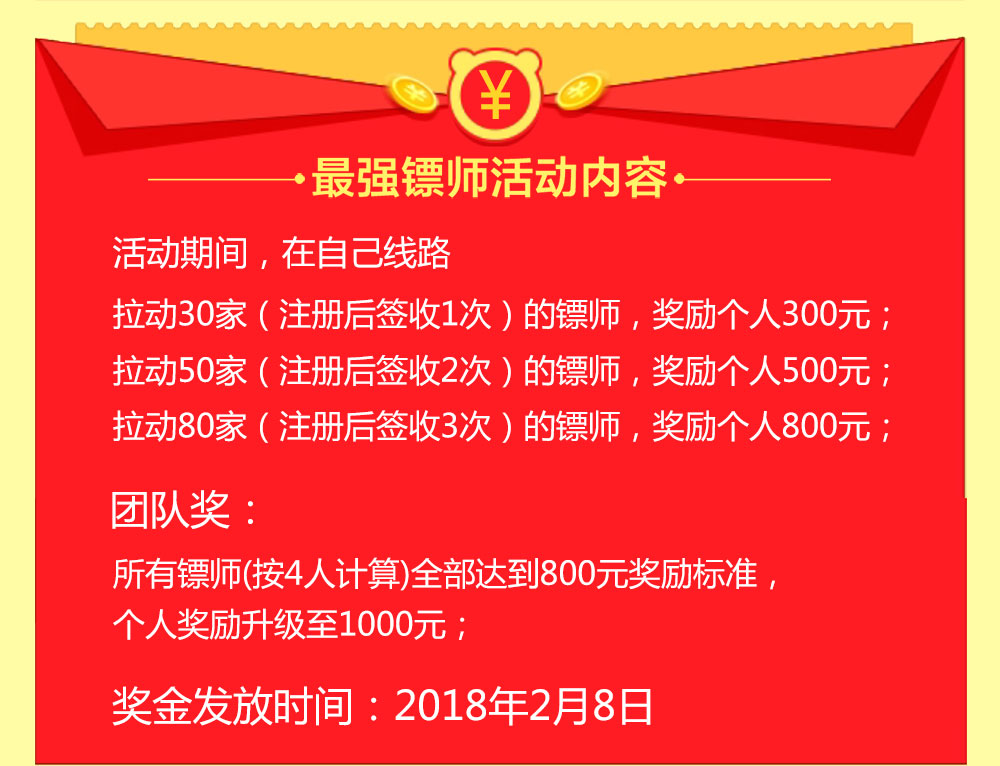 ¥
最强镖师活动内容
活动期间，在自己线路
拉动30家（注册后签收1次）的镖师，奖励个人300元；
拉动50家（注册后签收2次）的镖师，奖励个人500元；
拉动80家（注册后签收3次）的镖师，奖励个人800元；
团队奖：
所有镖师(按4人计算)全部达到800元奖励标准，
个人奖励升级至1000元；
奖金发放时间：2018年2月8日